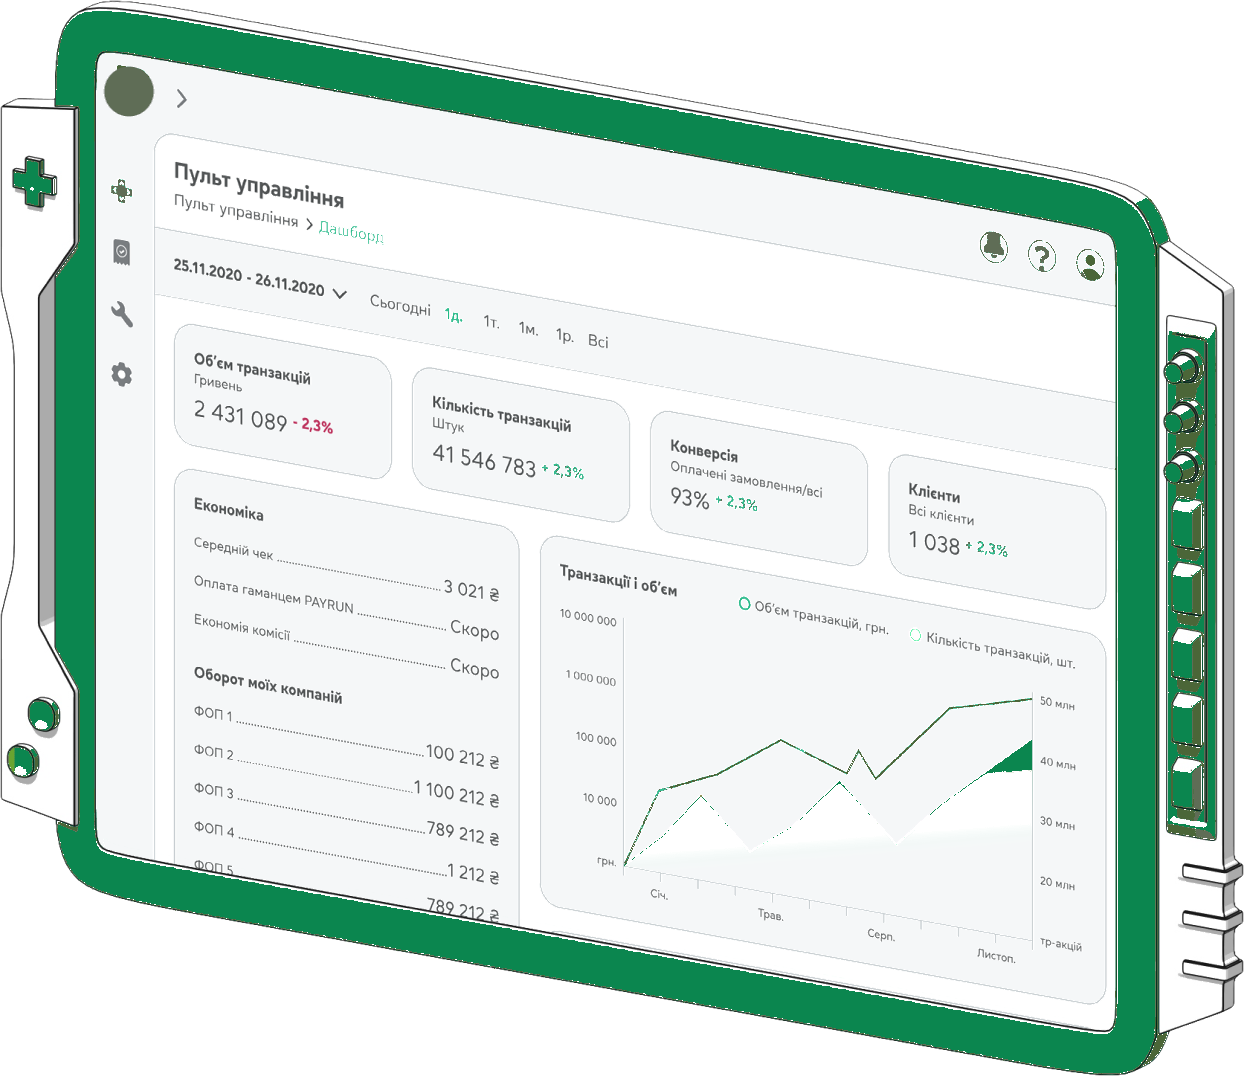 Пульт управління
Пульт управління > Дашборд
25.11.2020 - 26.11.2020 Сьогодні 1д. 1т. 1м. 1р. Всі
Об'єм транзакцій
Гривень
2 431 089 - 2,3%
Кількість транзакцій
Штук
41 546 783 + 2,3%
Конверсія
Оплачені замовлення/всі
93% + 2,3%
Клієнти
Всі клієнти
1 038 + 2,3%
Економіка
Середній чек 3 021 ₴
Оплата гаманцем PAYRUN Скоро
Економія комісії Скоро
Оборот моїх компаній
ФОП 1 100 212 ₴
ФОП 2 1 100 212 ₴
ФОП 3 789 212 ₴
ФОП 4 1 212 ₴
ФОП 5 789 212 ₴
Транзакції і об'єм
Об'єм транзакцій, грн.
Кількість транзакцій, шт.
10 000 000
1 000 000
100 000
10 000
грн.
50 млн
40 млн
30 млн
20 млн
тр-акцій
Січ.
Трав.
Серп.
Листоп.